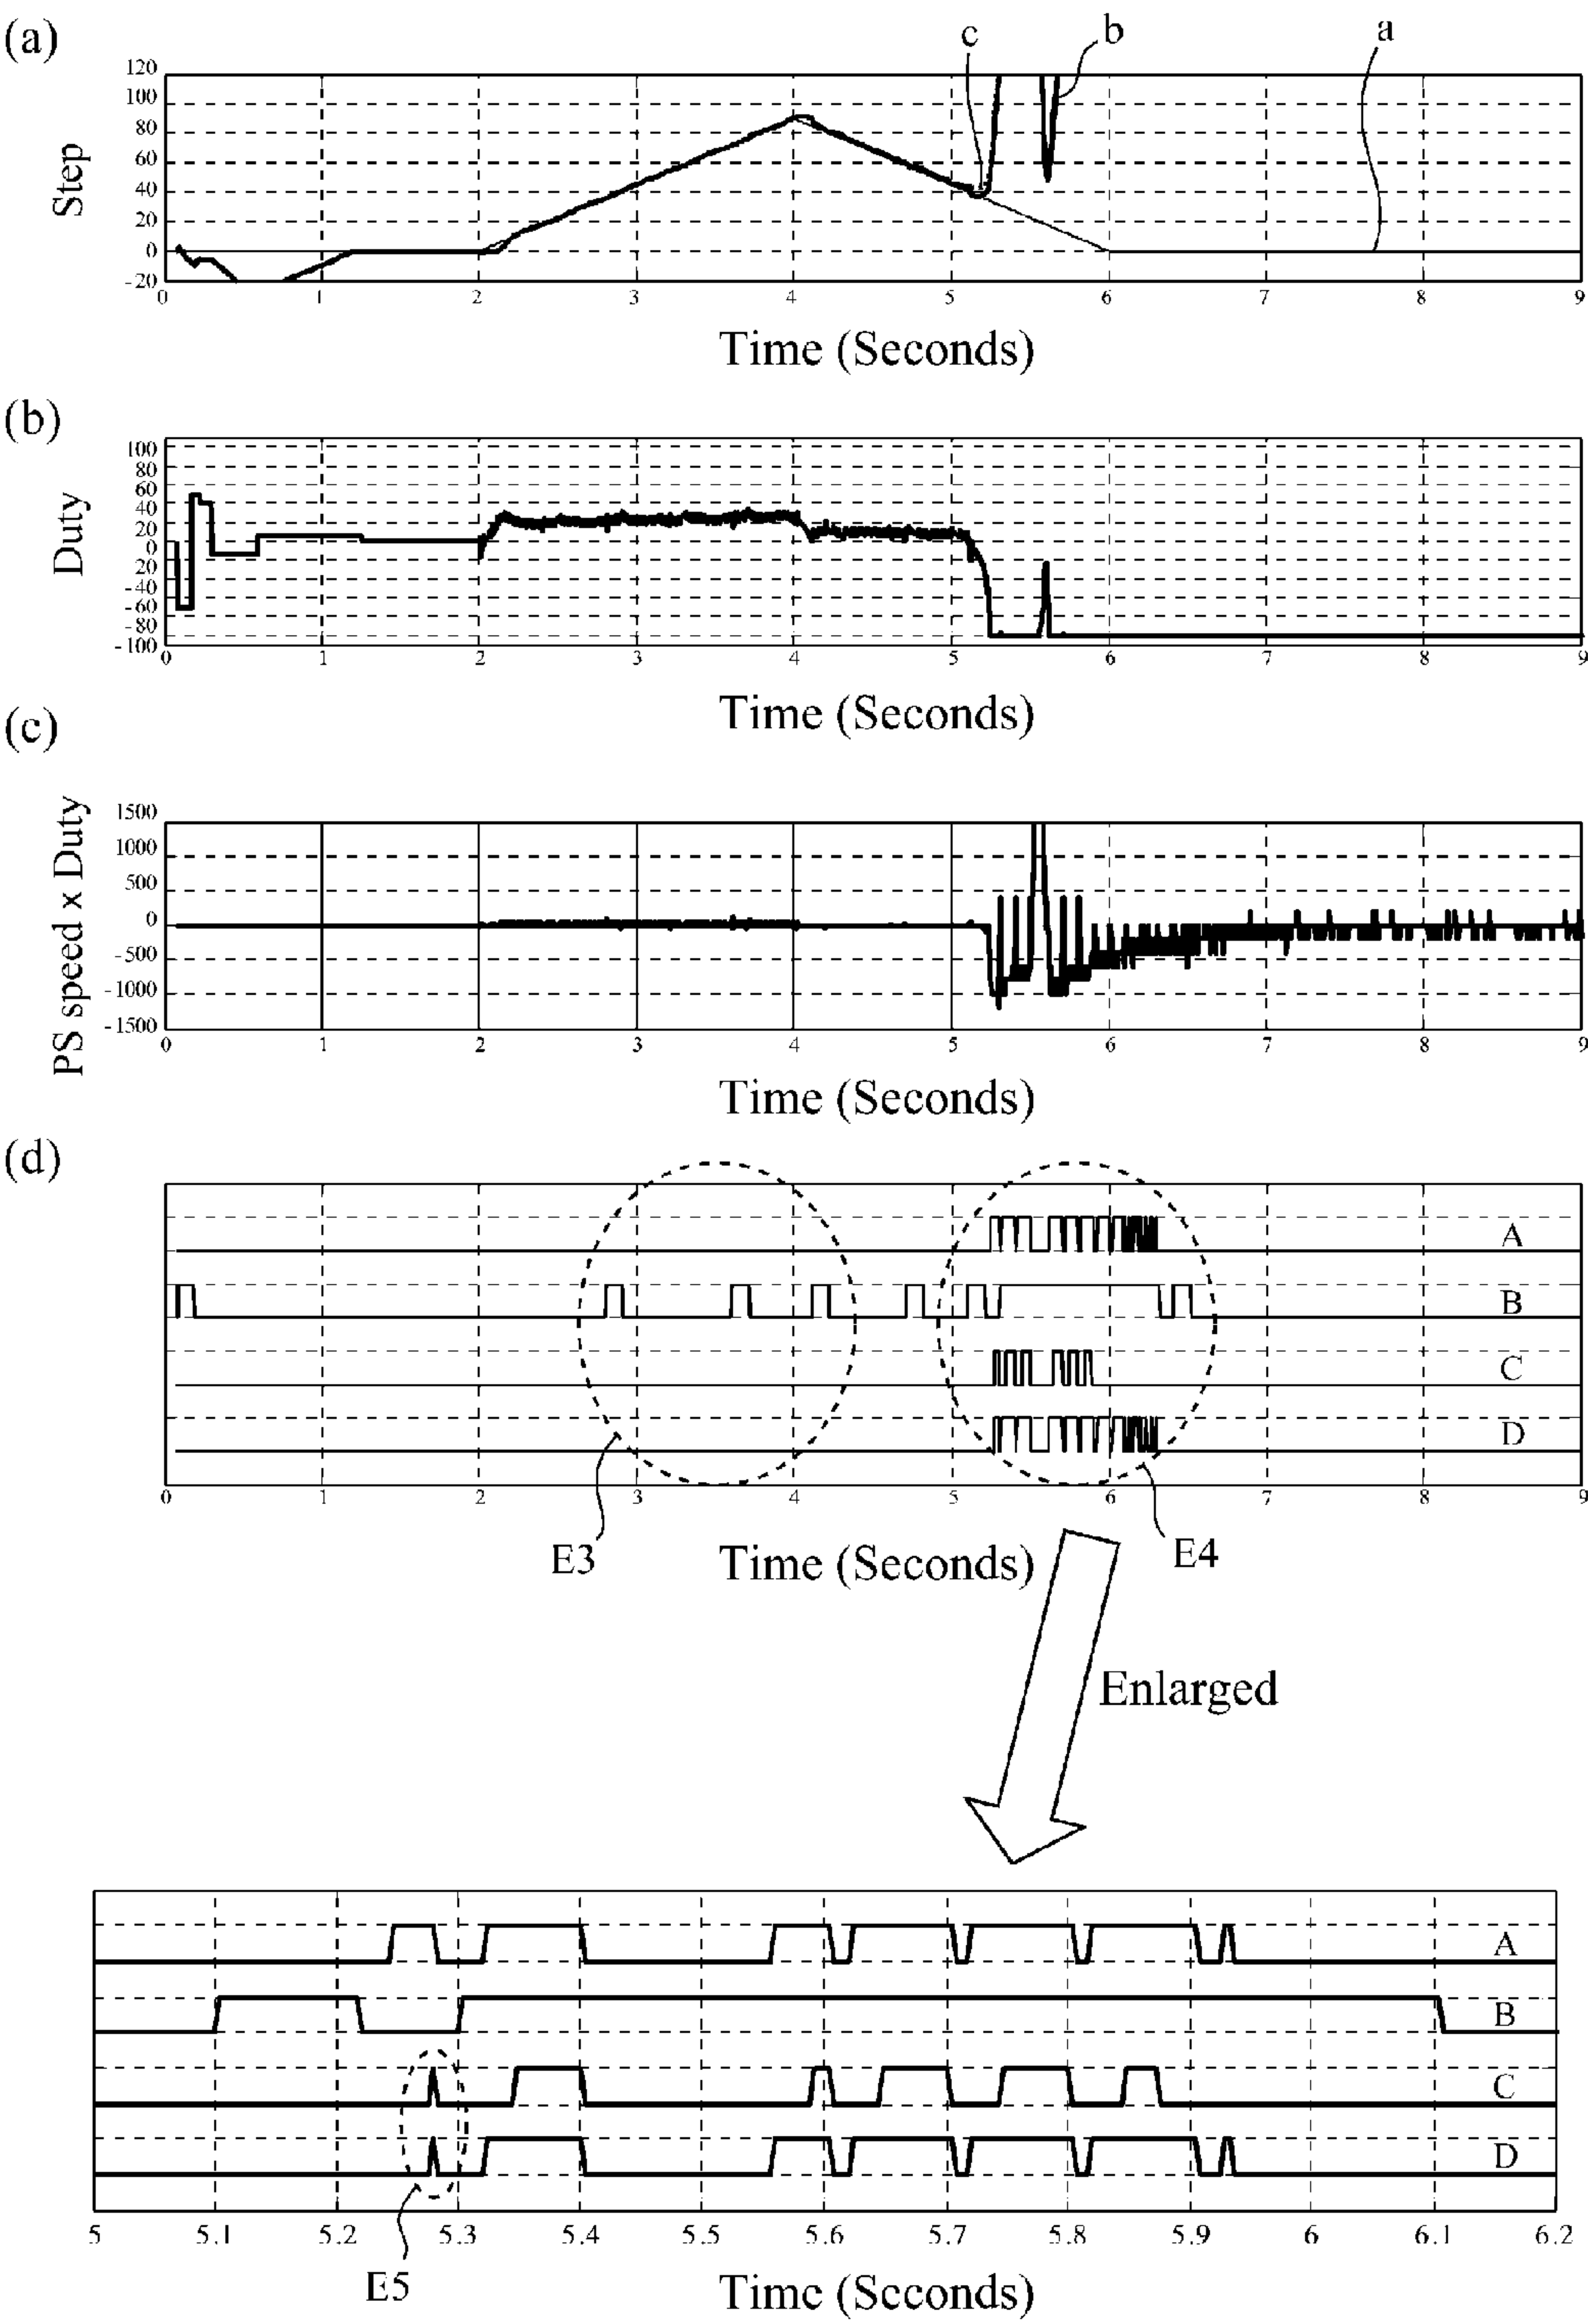 (a)
c
b
a
120
100
80
60
40
20
0
-20
Step
0 1 2 3 4 5 6 7 8 9
Time (Seconds)
(b)
100
80
60
40
20
0
20
-40
-60
-80
-100
Duty
0 1 2 3 4 5 6 7 8 9
Time (Seconds)
(c)
1500
1000
500
0
-500
-1000
-1500
PS speed x Duty
0 1 2 3 4 5 6 7 8 9
Time (Seconds)
(d)
A
B
C
D
0 1 2 3 4 5 6 7 8 9
E3
Time (Seconds)
E4
Enlarged
A
B
C
D
5 5.1 5.2 5.3 5.4 5.5 5.6 5.7 5.8 5.9 6 6.1 6.2
E5
Time (Seconds)